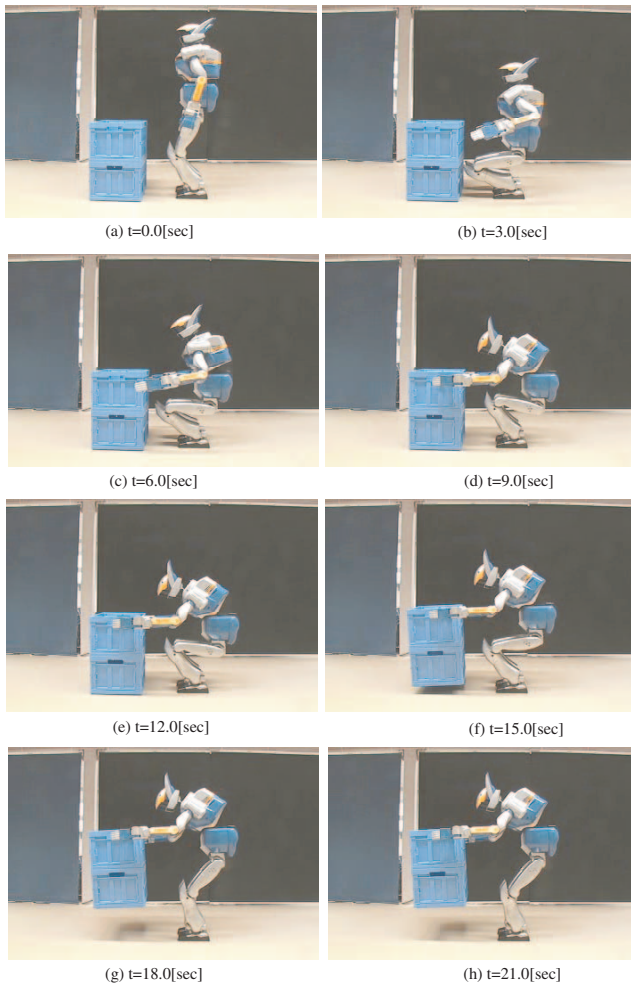 (a) t=0.0[sec]
(b) t=3.0[sec]
(c) t=6.0[sec]
(d) t=9.0[sec]
(e) t=12.0[sec]
(f) t=15.0[sec]
(g) t=18.0[sec]
(h) t=21.0[sec]